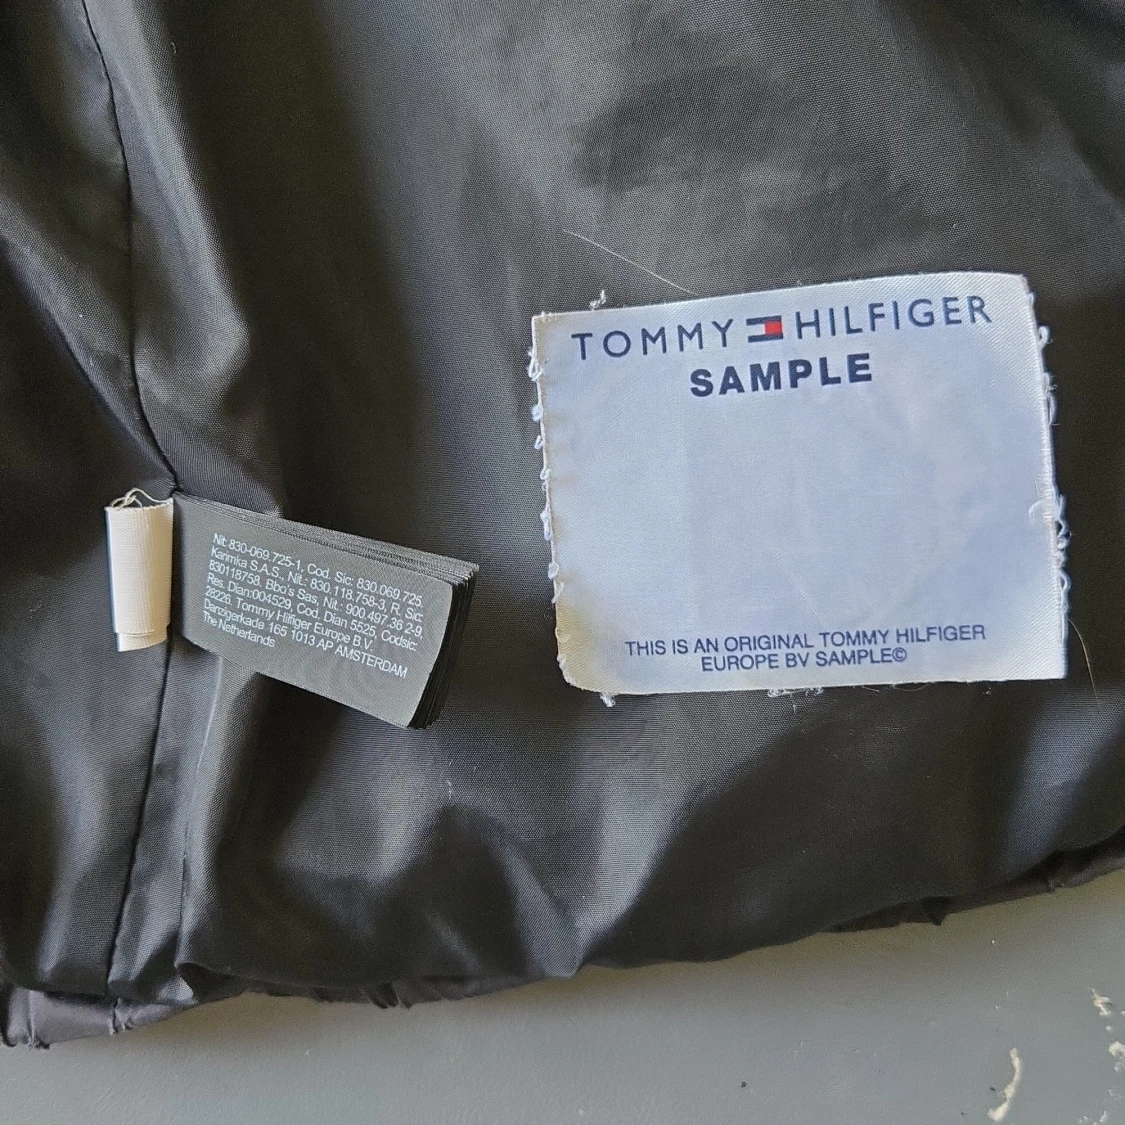 TOMMY HILFIGER
SAMPLE
THIS IS AN ORIGINAL TOMMY HILFIGER
EUROPE BV SAMPLE©
Nit: 830-069.725-1, Cod. Sic: 830.069.725.
Karimka S.A.S., Nit.: 830.118.758-3, R. Sic.
830118758. Bbo's Sas, Nit.: 900.497.36 2-9,
Res. Dian:004529, Cod. Dian 5525, Codsic:
28226. Tommy Hilfiger Europe B.V.
Danzigerkade 165 1013 AP AMSTERDAM
The Netherlands